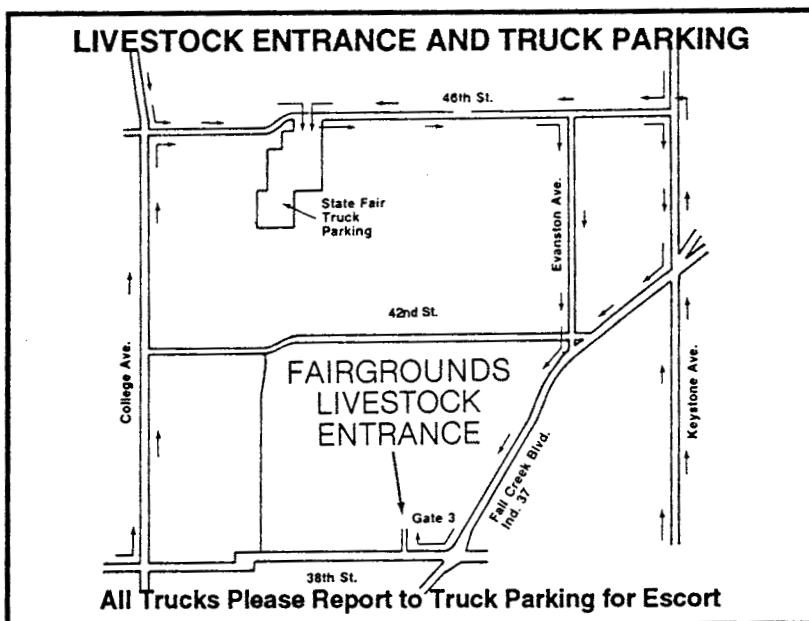 LIVESTOCK ENTRANCE AND TRUCK PARKING
46th St.
State Fair
Truck
Parking
Evanston Ave.
42nd St.
College Ave.
FAIRGROUNDS
LIVESTOCK
ENTRANCE
Keystone Ave.
Fall Creek Blvd.
Ind. 37
Gate 3
38th St.
All Trucks Please Report to Truck Parking for Escort